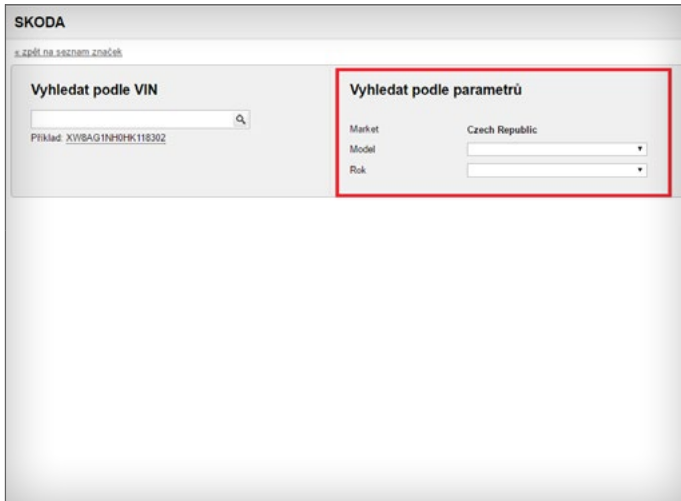 SKODA
« zpět na seznam značek
Vyhledat podle VIN
Příklad: XW8AG1NH0HK118302
Vyhledat podle parametrů
Market Czech Republic
Model
Rok